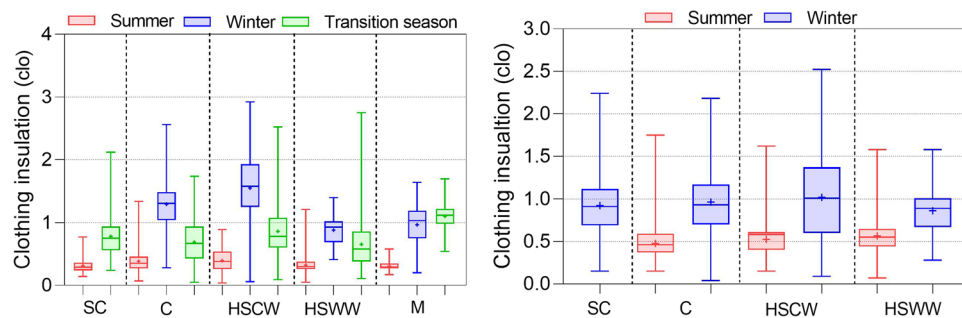 Summer Winter Transition season
Clothing insulation (clo)
4
3
2
1
0
SC C HSCW HSWW M
Summer Winter
Clothing insualtion (clo)
3.0
2.5
2.0
1.5
1.0
0.5
0.0
SC C HSCW HSWW